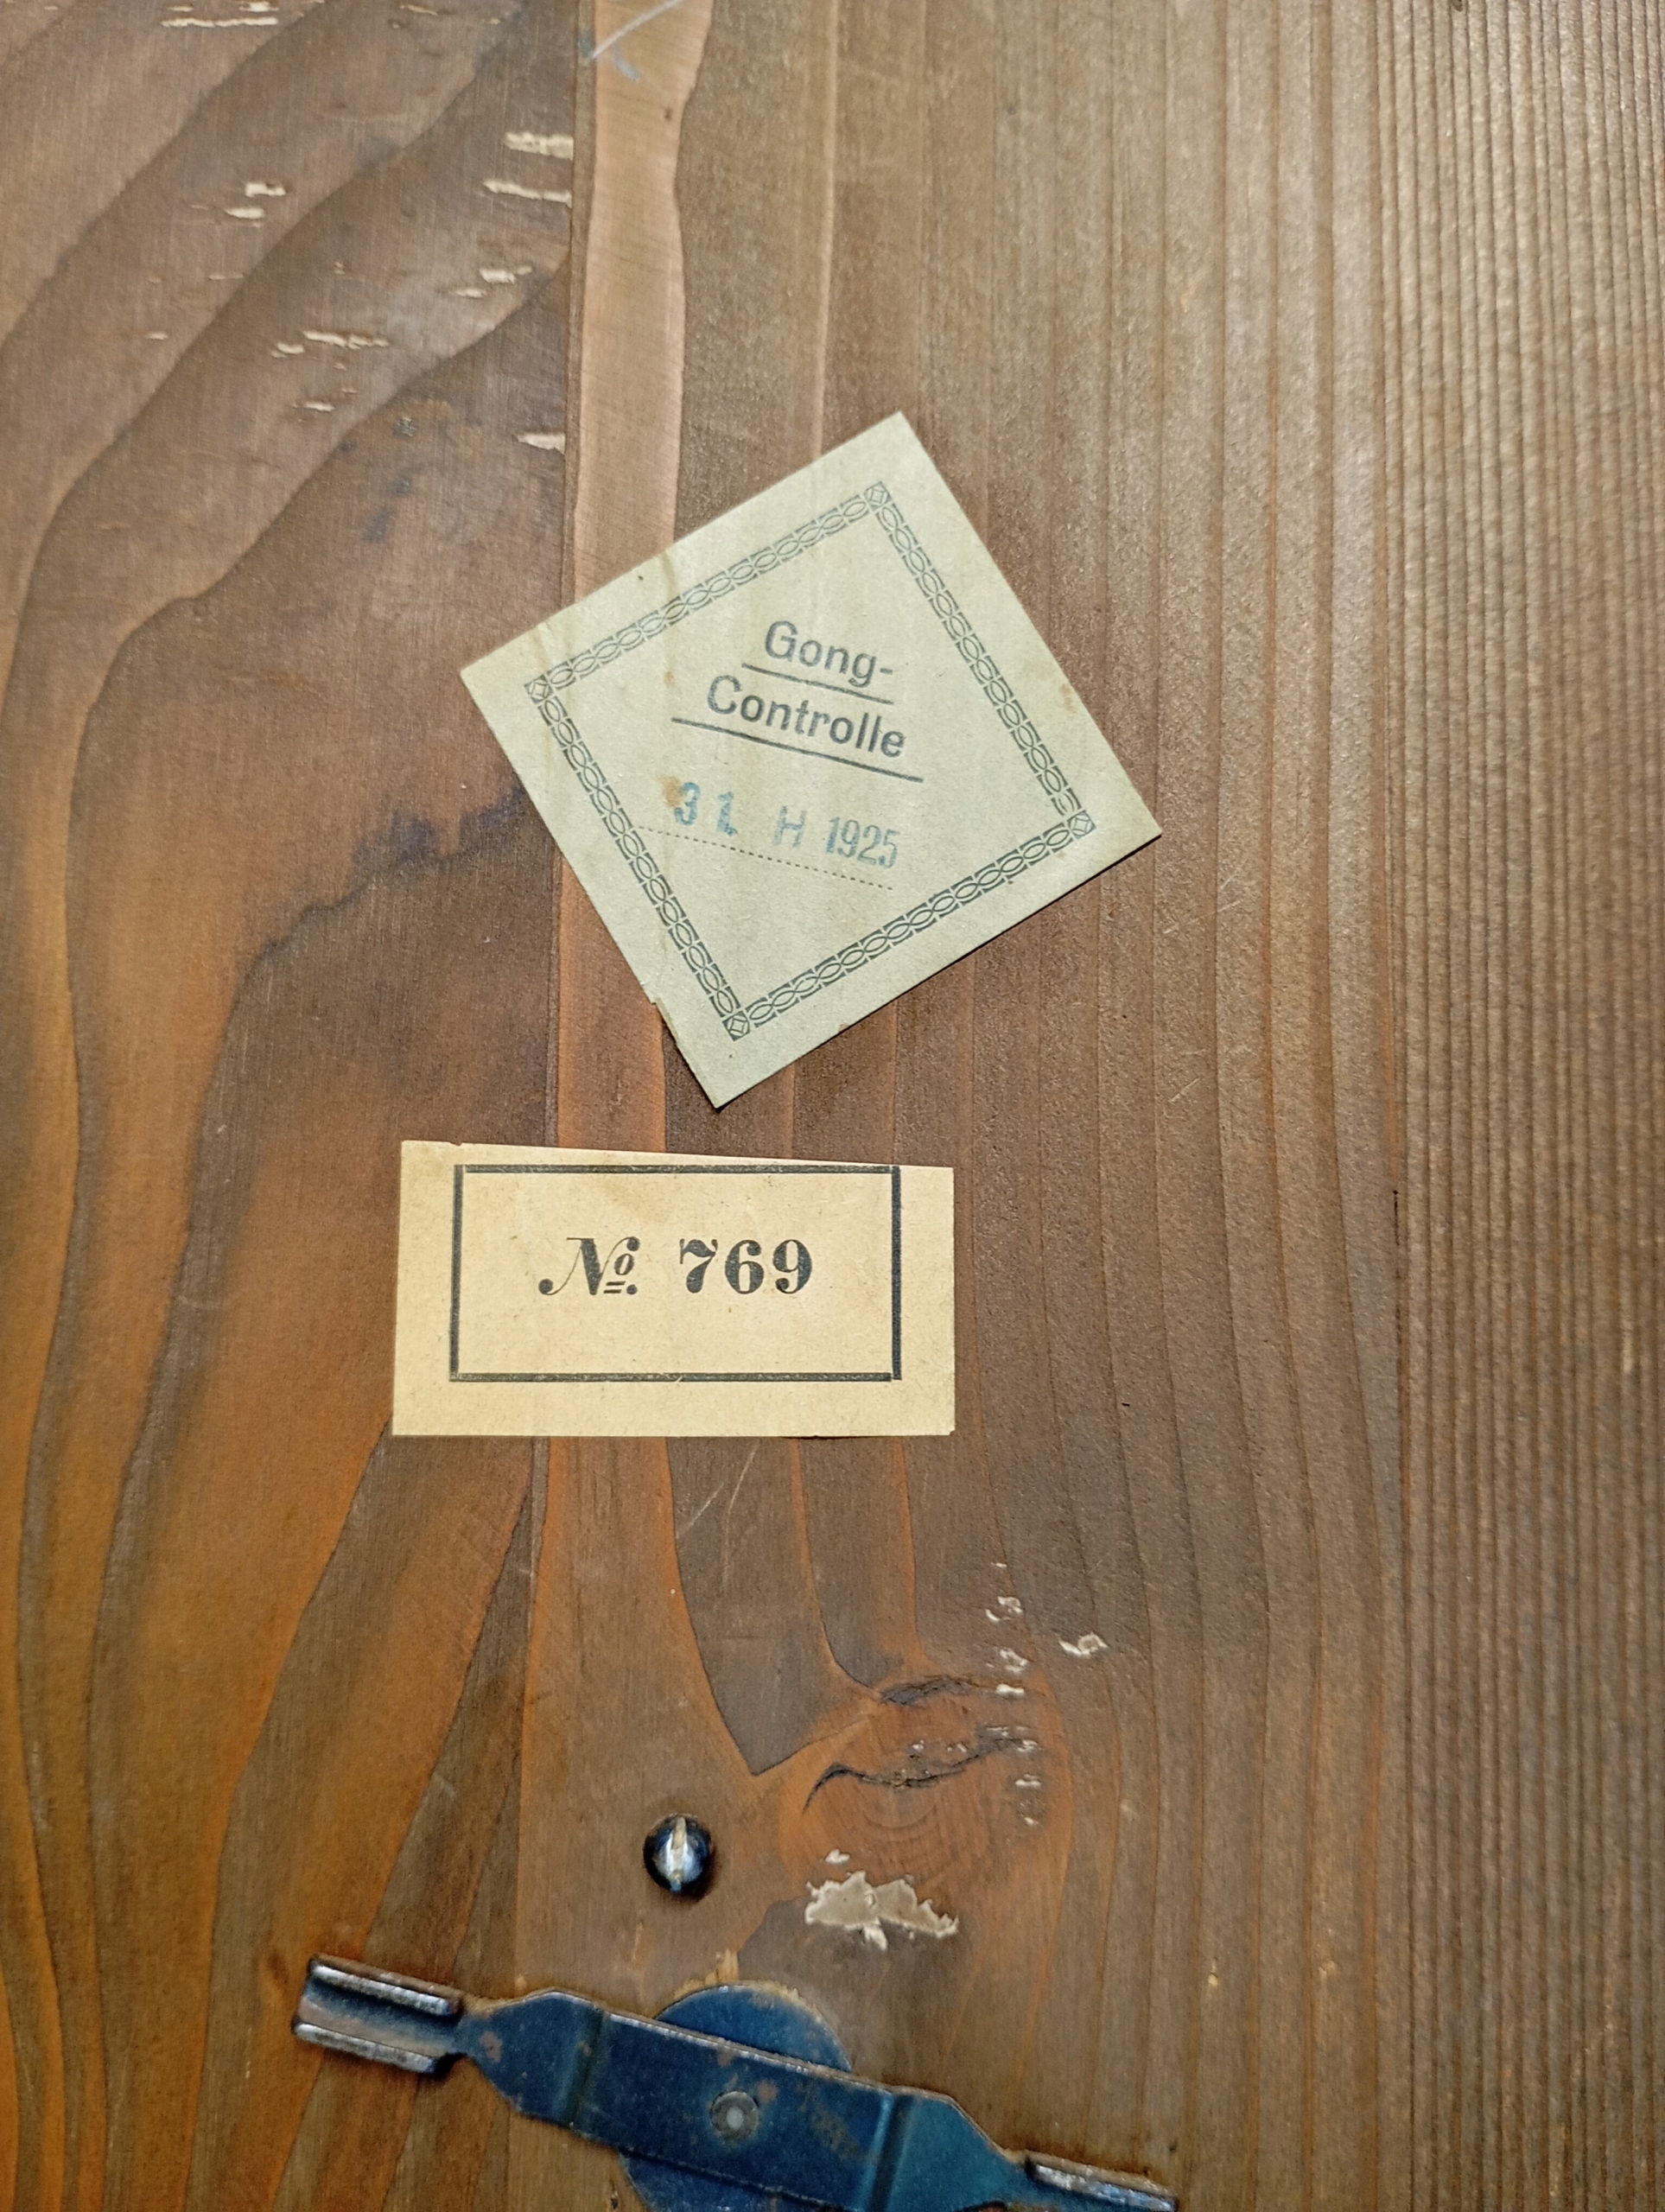 Gong-
Controlle
31. H 1925
№ 769